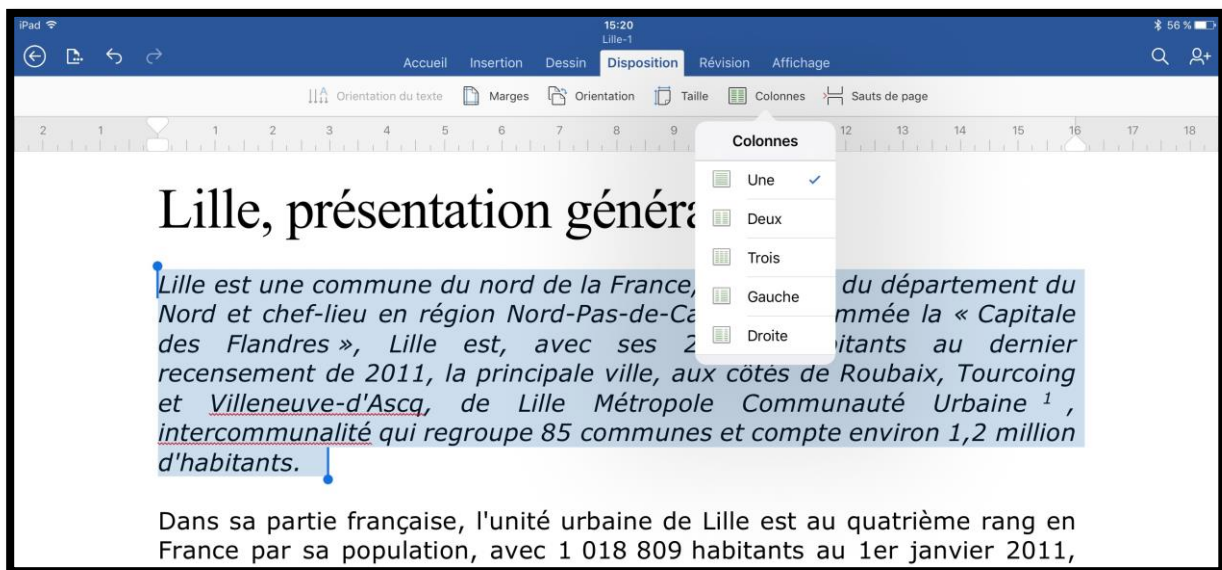 iPad 15:20 56 %
Lille-1
Accueil Insertion Dessin Disposition Révision Affichage
Orientation du texte Marges Orientation Taille Colonnes Sauts de page
2 1 1 2 3 4 5 6 7 8 9 12 13 14 15 16 17 18
Colonnes
Une
Deux
Trois
Gauche
Droite
Lille, présentation généra
Lille est une commune du nord de la France, du département du
Nord et chef-lieu en région Nord-Pas-de-Ca mmée la « Capitale
des Flandres », Lille est, avec ses 2 itants au dernier
recensement de 2011, la principale ville, aux côtés de Roubaix, Tourcoing
et Villeneuve-d'Ascq, de Lille Métropole Communauté Urbaine ¹ ,
intercommunalité qui regroupe 85 communes et compte environ 1,2 million
d'habitants.
Dans sa partie française, l'unité urbaine de Lille est au quatrième rang en
France par sa population, avec 1 018 809 habitants au 1er janvier 2011,